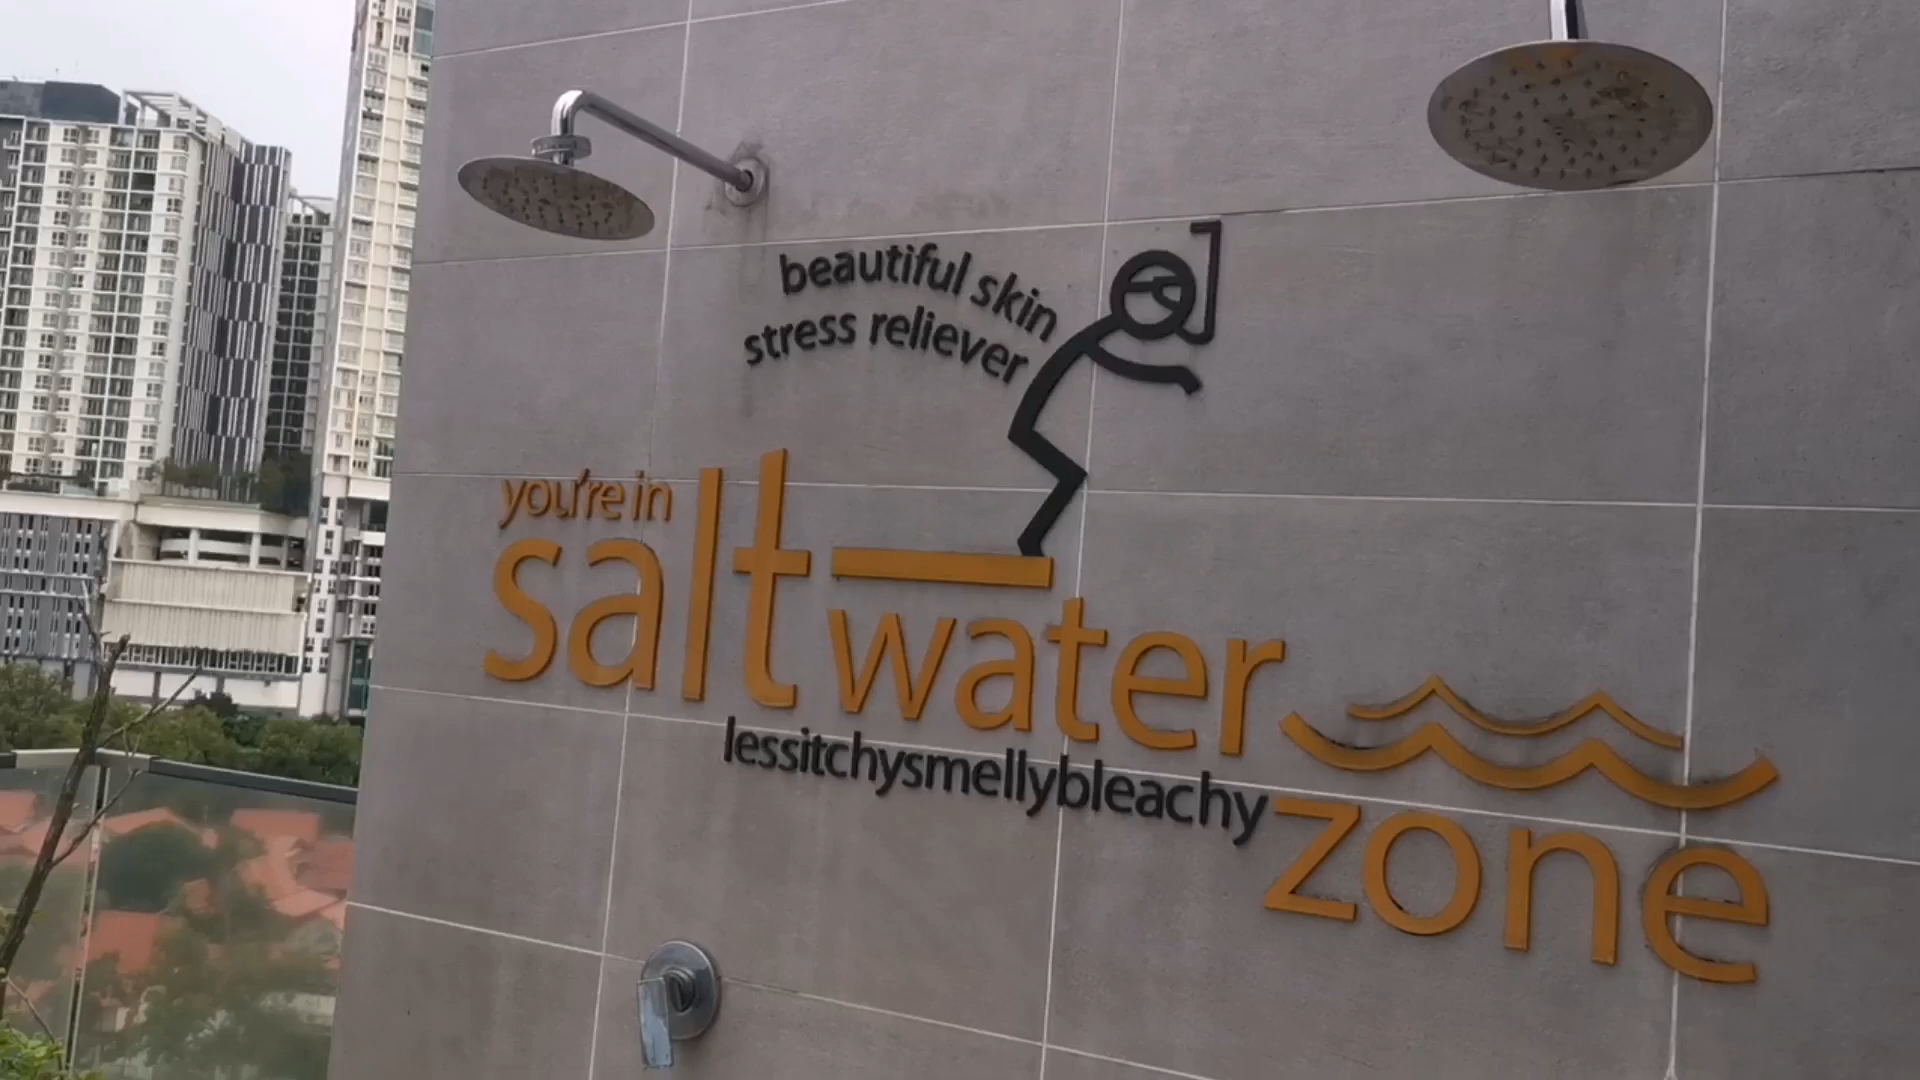 beautiful skin
stress reliever
you're in
salt water
lessitchysmellybleachy
zone